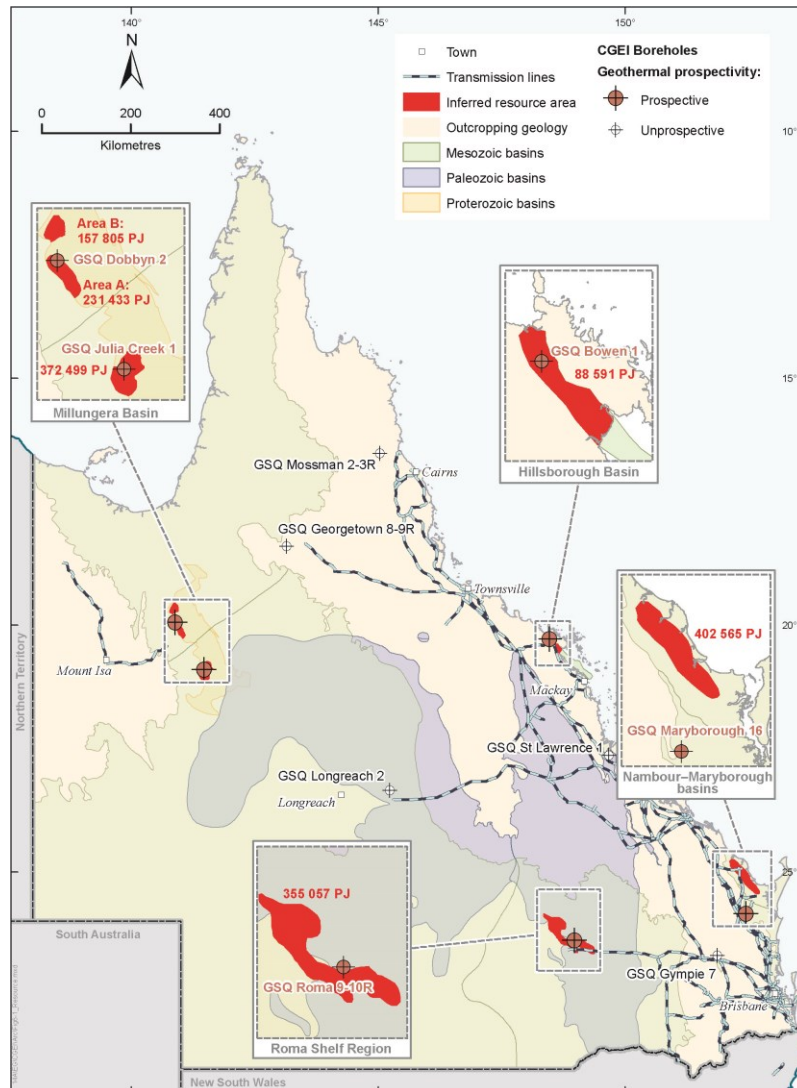 140°
145°
150°
N
0 200 400
Kilometres
Town
Transmission lines
Inferred resource area
Outcropping geology
Mesozoic basins
Paleozoic basins
Proterozoic basins
CGEI Boreholes
Geothermal prospectivity:
Prospective
Unprospective
10°
15°
20°
25°
Area B:
157 805 PJ
GSQ Dobbyn 2
Area A:
231 433 PJ
GSQ Julia Creek 1
372 499 PJ
Millungera Basin
GSQ Bowen 1
88 591 PJ
Hillsborough Basin
GSQ Mossman 2-3R
Cairns
GSQ Georgetown 8-9R
Townsville
Mount Isa
Mackay
402 565 PJ
GSQ Maryborough 16
Nambour–Maryborough
basins
GSQ St Lawrence 1
GSQ Longreach 2
Longreach
Northern Territory
355 057 PJ
GSQ Roma 9-10R
Roma Shelf Region
South Australia
GSQ Gympie 7
Brisbane
New South Wales